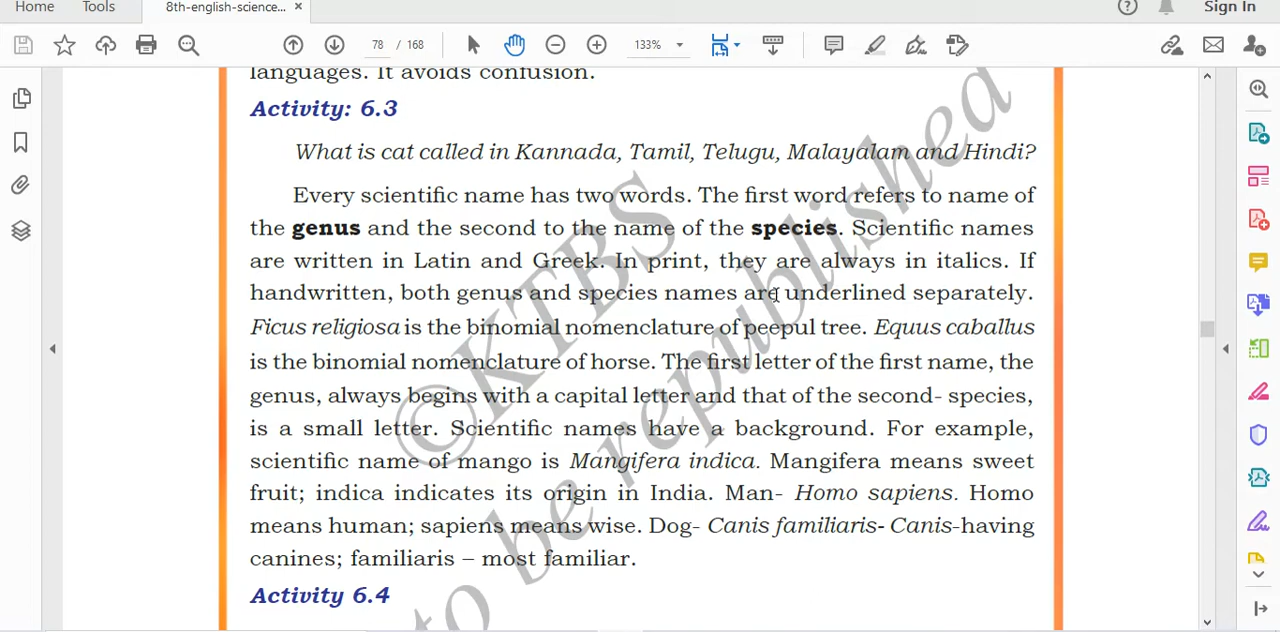 Home Tools 8th-english-science... × Sign In
78 / 168 133%
languages. It avoids confusion.
Activity: 6.3
What is cat called in Kannada, Tamil, Telugu, Malayalam and Hindi?
Every scientific name has two words. The first word refers to name of
the genus and the second to the name of the species. Scientific names
are written in Latin and Greek. In print, they are always in italics. If
handwritten, both genus and species names are underlined separately.
Ficus religiosa is the binomial nomenclature of peepul tree. Equus caballus
is the binomial nomenclature of horse. The first letter of the first name, the
genus, always begins with a capital letter and that of the second- species,
is a small letter. Scientific names have a background. For example,
scientific name of mango is Mangifera indica. Mangifera means sweet
fruit; indica indicates its origin in India. Man- Homo sapiens. Homo
means human; sapiens means wise. Dog- Canis familiaris- Canis-having
canines; familiaris – most familiar.
Activity 6.4
©KTBS
to be republished